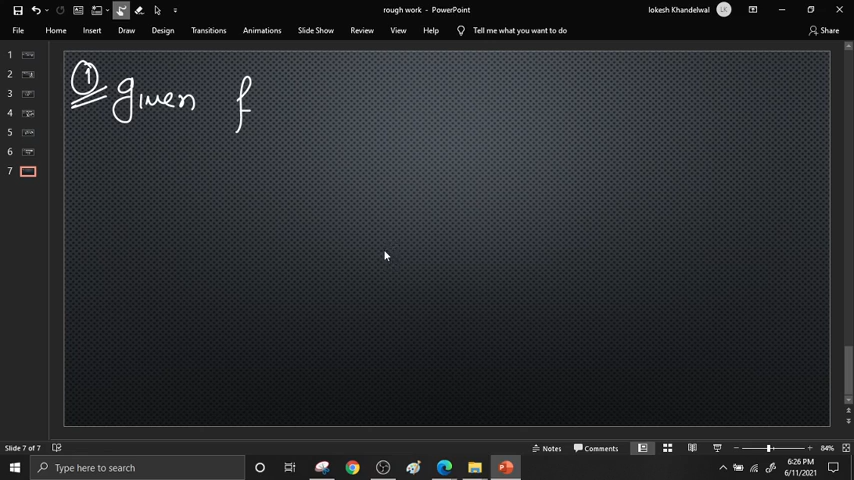 rough work - PowerPoint
lokesh Khandelwal
LK
File Home Insert Draw Design Transitions Animations Slide Show Review View Help Tell me what you want to do
Share
1
2
3
4
5
6
7
① given f
Slide 7 of 7
Notes Comments
84%
Type here to search
6:26 PM
6/11/2021